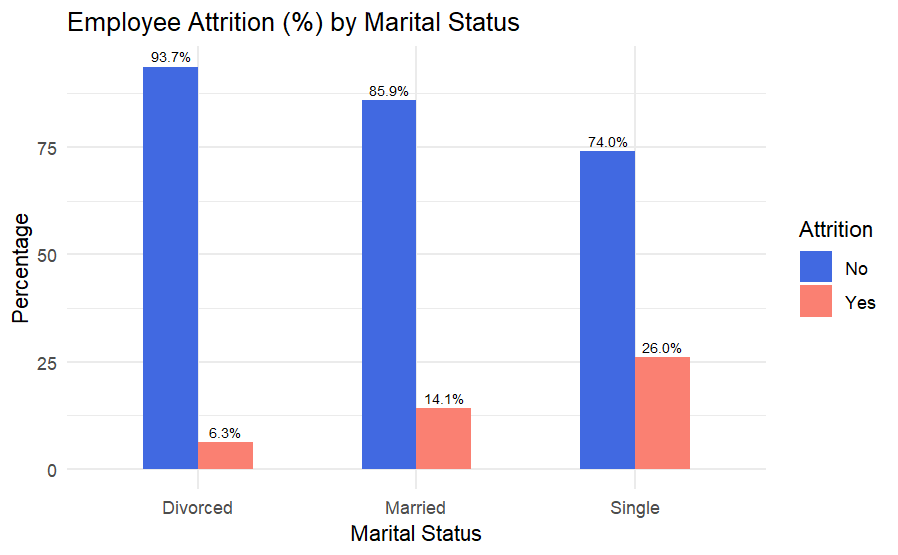 Employee Attrition (%) by Marital Status
93.7%
85.9%
74.0%
26.0%
14.1%
6.3%
75
50
25
0
Percentage
Divorced Married Single
Marital Status
Attrition
No
Yes